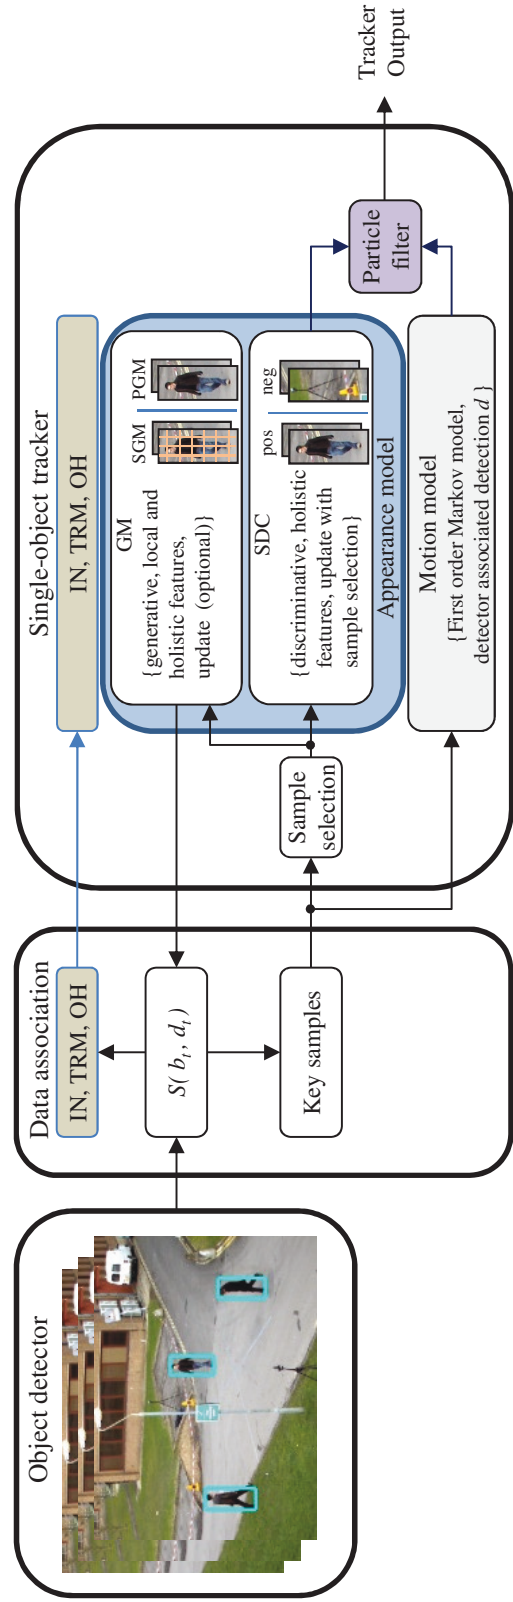 Object detector
Data association
IN, TRM, OH
S( b_t , d_t )
Key samples
Single-object tracker
IN, TRM, OH
GM
{generative, local and
holistic features,
update (optional)}
SGM
PGM
SDC
{discriminative, holistic
features, update with
sample selection}
pos
neg
Appearance model
Sample
selection
Motion model
{First order Markov model,
detector associated detection d }
Particle
filter
Tracker
Output